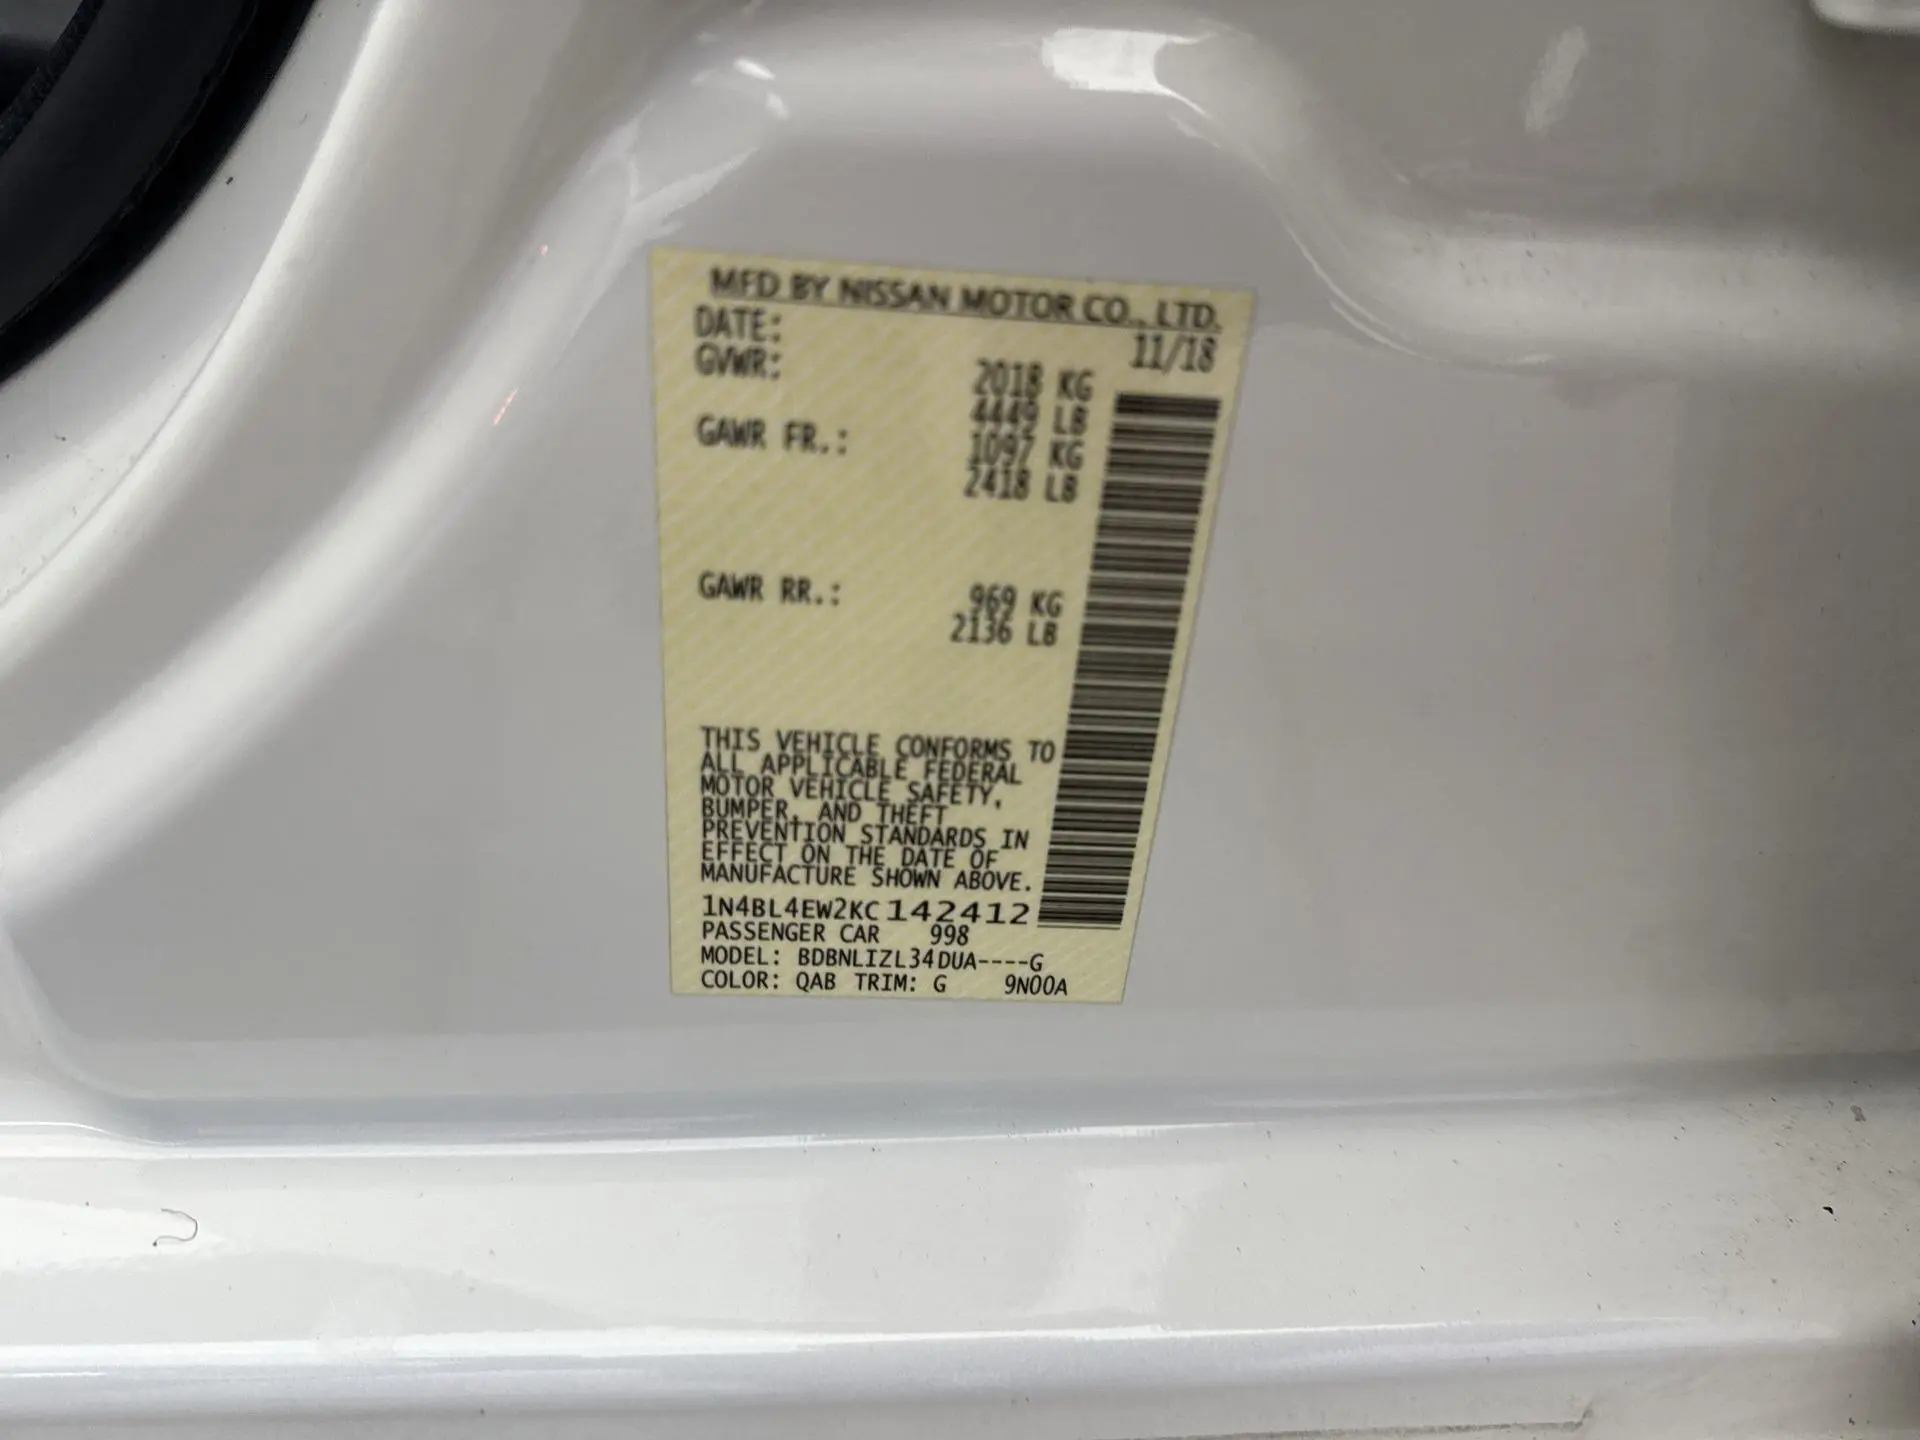 MFD BY NISSAN MOTOR CO., LTD.
DATE: 11/18
GVWR: 2018 KG
4449 LB
GAWR FR.: 1097 KG
2418 LB
GAWR RR.: 969 KG
2136 LB
THIS VEHICLE CONFORMS TO
ALL APPLICABLE FEDERAL
MOTOR VEHICLE SAFETY,
BUMPER, AND THEFT
PREVENTION STANDARDS IN
EFFECT ON THE DATE OF
MANUFACTURE SHOWN ABOVE.
1N4BL4EW2KC142412
PASSENGER CAR 998
MODEL: BDBNLIZL34DUA----G
COLOR: QAB TRIM: G 9N00A